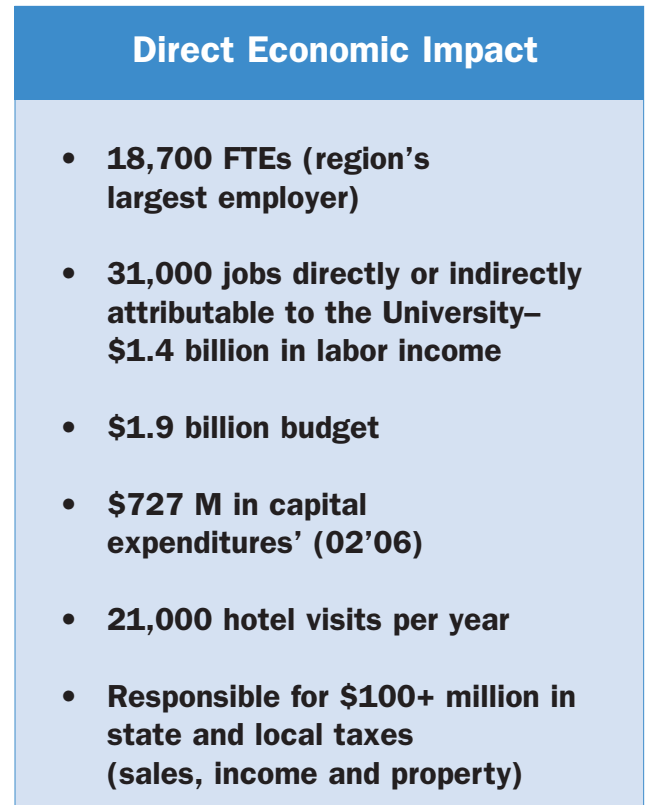 Direct Economic Impact
• 18,700 FTEs (region’s
largest employer)
• 31,000 jobs directly or indirectly
attributable to the University–
$1.4 billion in labor income
• $1.9 billion budget
• $727 M in capital
expenditures’ (02’06)
• 21,000 hotel visits per year
• Responsible for $100+ million in
state and local taxes
(sales, income and property)